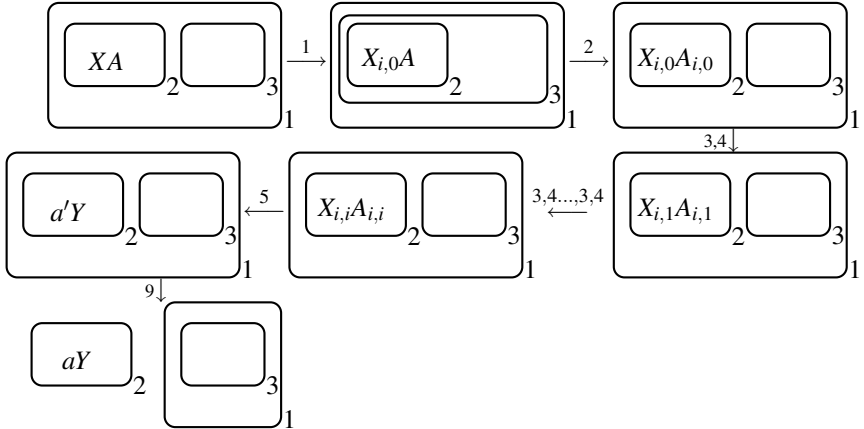 XA 2 3 1
1
X_{i,0}A 2 3 1
2
X_{i,0}A_{i,0} 2 3 1
3,4
a′Y 2 3 1
5
X_{i,i}A_{i,i} 2 3 1
3,4...,3,4
X_{i,1}A_{i,1} 2 3 1
9
aY 2
3 1